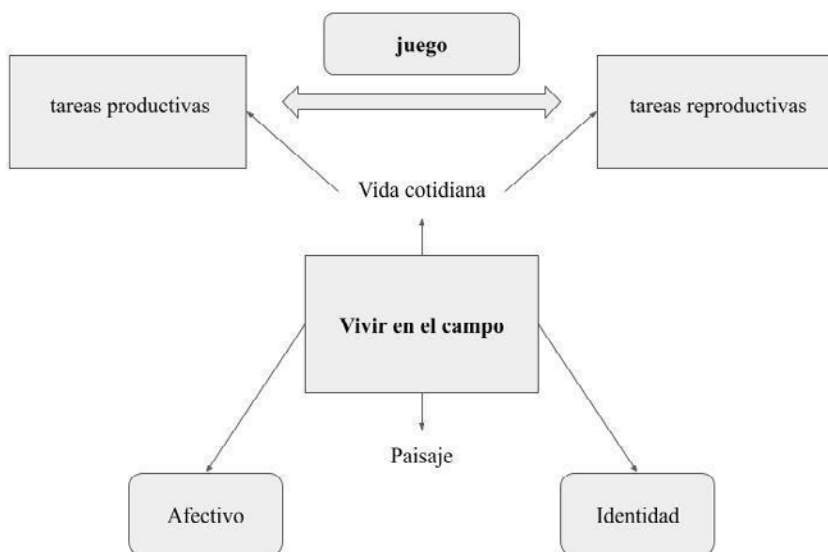 juego
tareas productivas
tareas reproductivas
Vida cotidiana
Vivir en el campo
Paisaje
Afectivo
Identidad